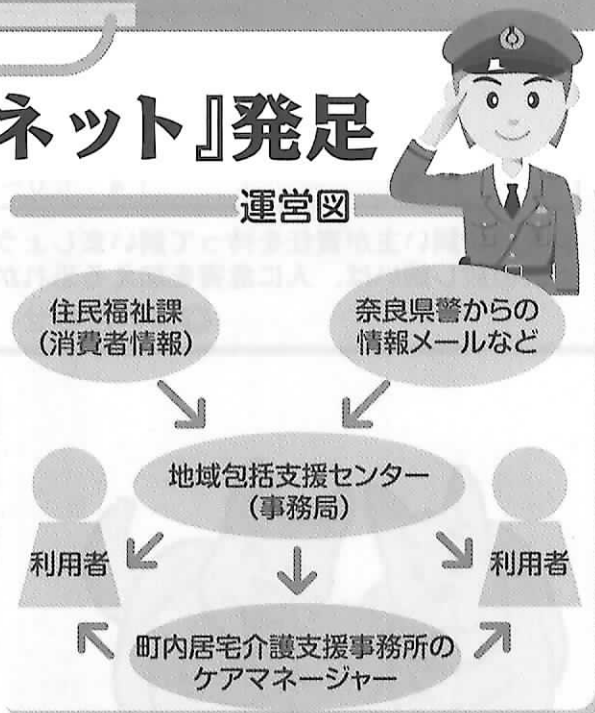 ネット』発足
運営図
住民福祉課
(消費者情報)
奈良県警からの
情報メールなど
地域包括支援センター
(事務局)
利用者
利用者
町内居宅介護支援事務所の
ケアマネージャー